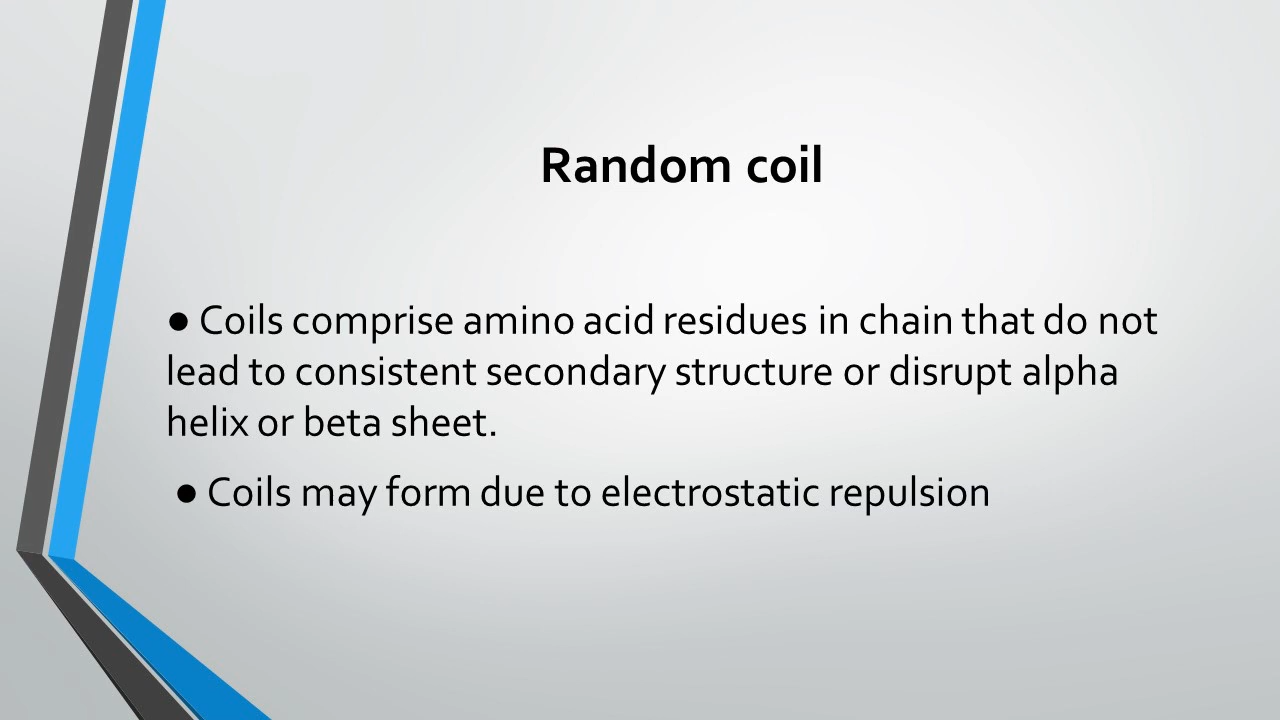 Random coil
● Coils comprise amino acid residues in chain that do not
lead to consistent secondary structure or disrupt alpha
helix or beta sheet.
● Coils may form due to electrostatic repulsion